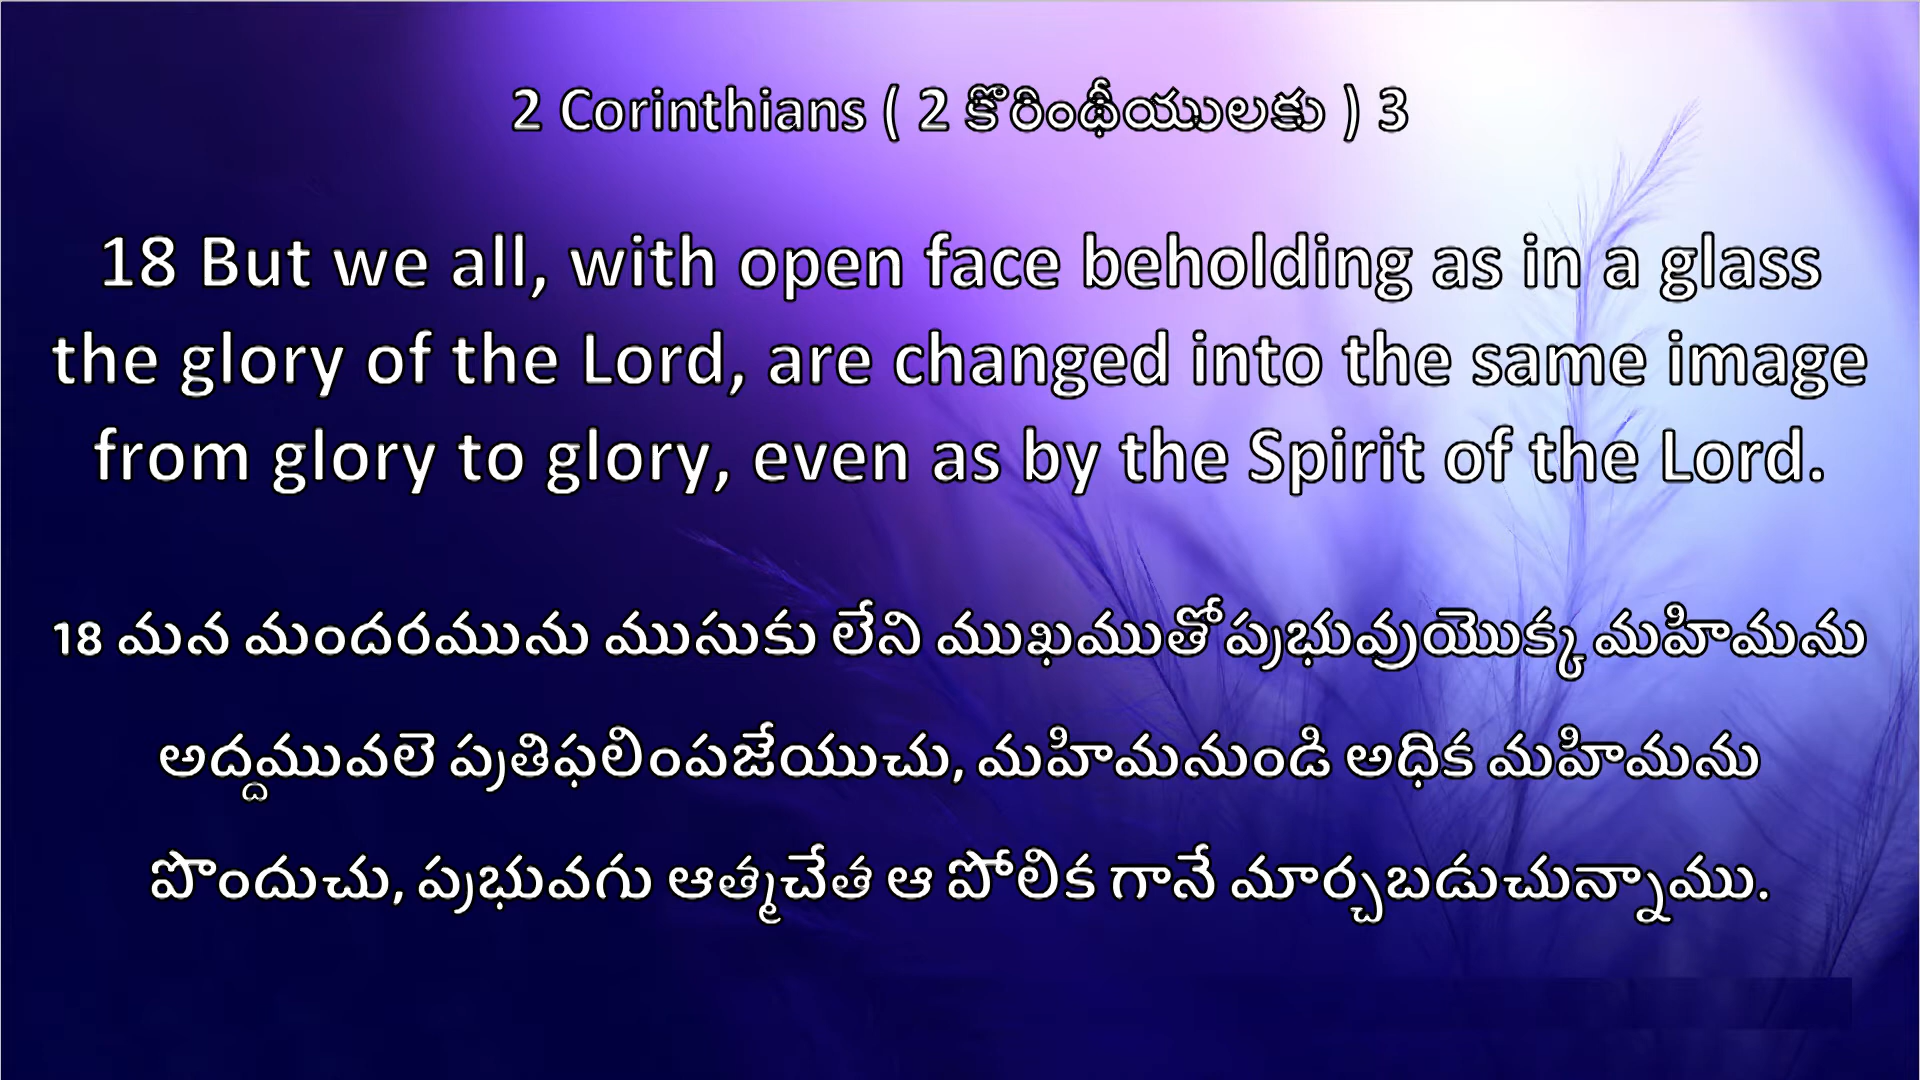 2 Corinthians ( 2 కొరింథీయులకు ) 3
18 But we all, with open face beholding as in a glass
the glory of the Lord, are changed into the same image
from glory to glory, even as by the Spirit of the Lord.
18 మన మందరమును ముసుకు లేని ముఖముతోప్రభువుయొక్క మహిమను
అద్దమువలె ప్రతిఫలింపజేయుచు, మహిమనుండి అధిక మహిమను
పొందుచు, ప్రభువగు ఆత్మచేత ఆ పోలిక గానే మార్చబడుచున్నాము.